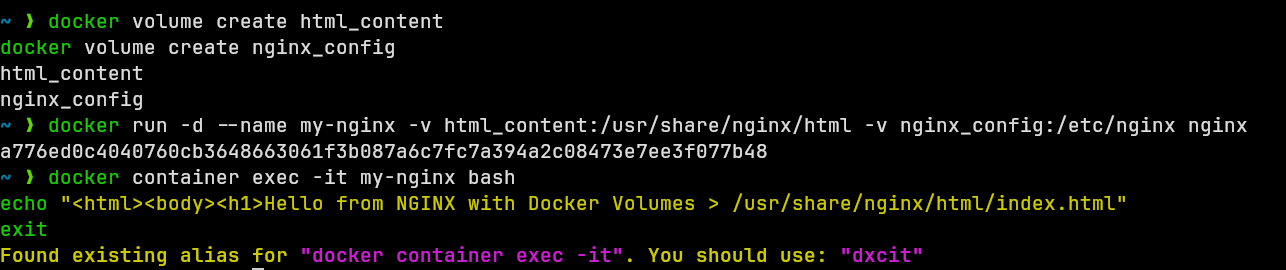 ~ ❯ docker volume create html_content
docker volume create nginx_config
html_content
nginx_config
~ ❯ docker run -d --name my-nginx -v html_content:/usr/share/nginx/html -v nginx_config:/etc/nginx nginx
a776ed0c4040760cb3648663061f3b087a6c7fc7a394a2c08473e7ee3f077b48
~ ❯ docker container exec -it my-nginx bash
echo "<html><body><h1>Hello from NGINX with Docker Volumes > /usr/share/nginx/html/index.html"
exit
Found existing alias for "docker container exec -it". You should use: "dxcit"